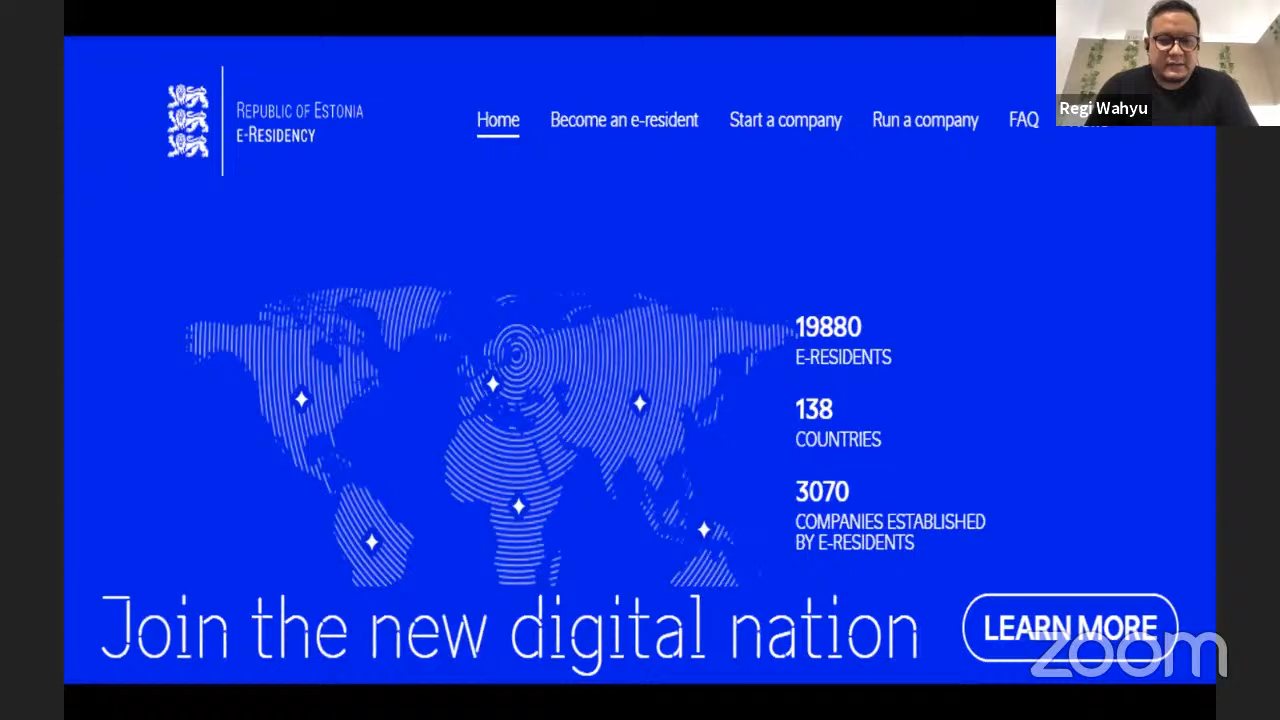 REPUBLIC OF ESTONIA
E-RESIDENCY
Home Become an e-resident Start a company Run a company FAQ
Regi Wahyu
19880
E-RESIDENTS
138
COUNTRIES
3070
COMPANIES ESTABLISHED
BY E-RESIDENTS
Join the new digital nation
LEARN MORE
zoom